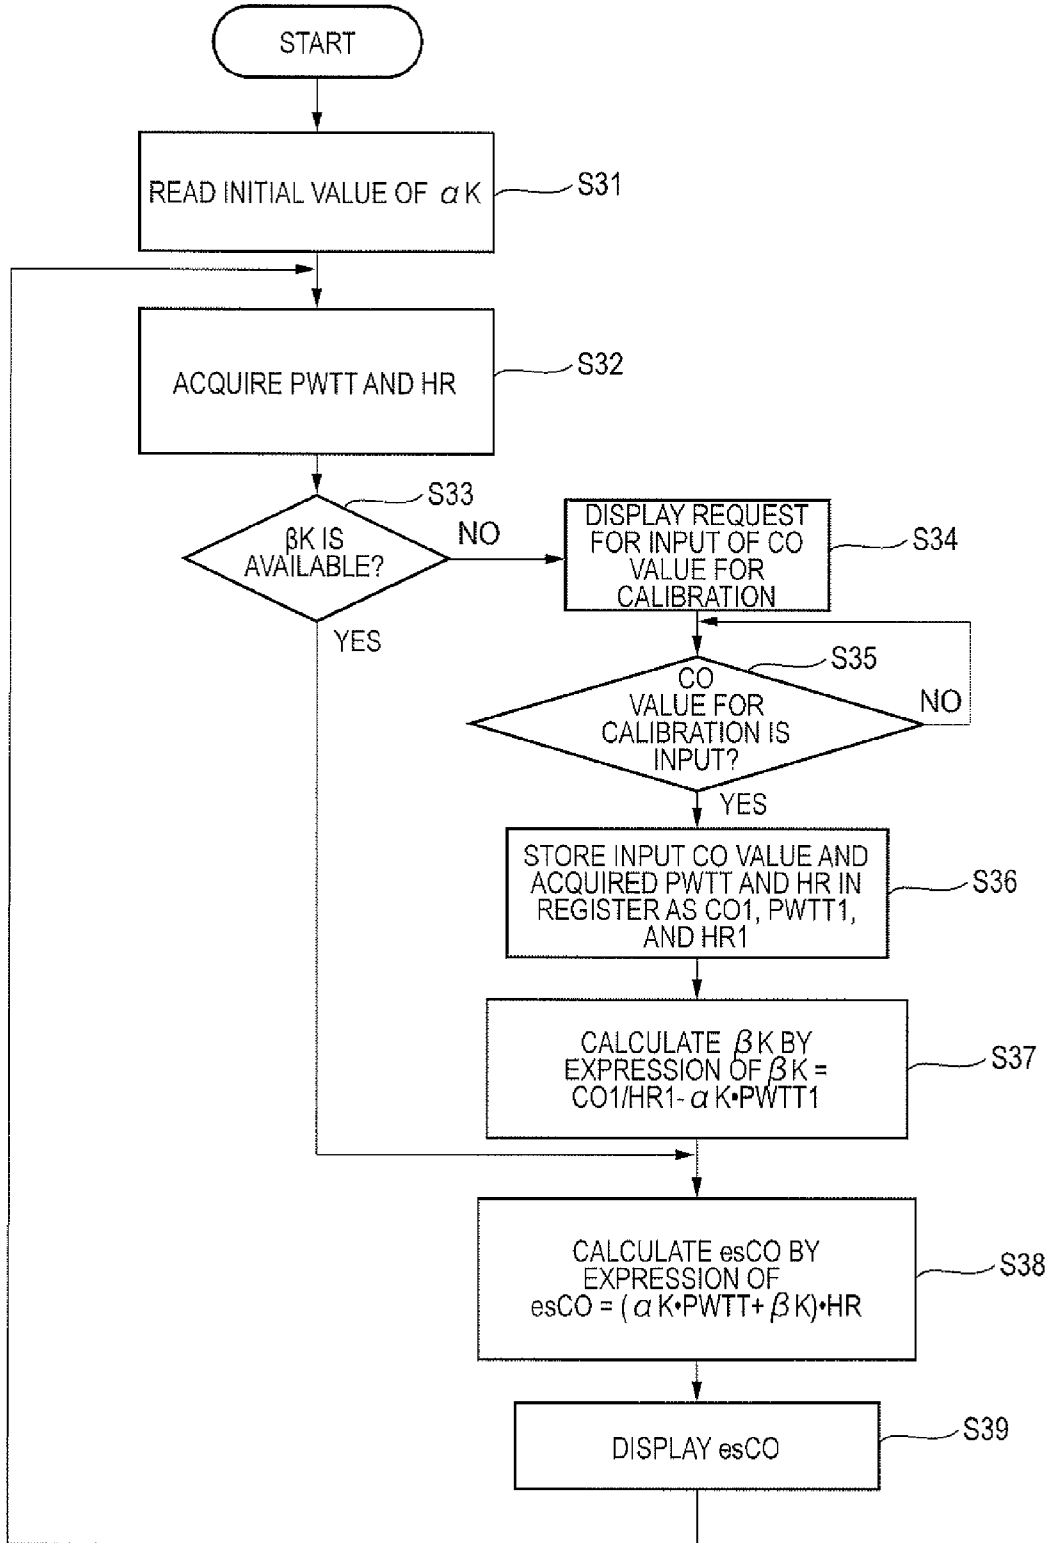 START
READ INITIAL VALUE OF αK
S31
ACQUIRE PWTT AND HR
S32
βK IS
AVAILABLE?
S33
NO
YES
DISPLAY REQUEST
FOR INPUT OF CO
VALUE FOR
CALIBRATION
S34
CO
VALUE FOR
CALIBRATION IS
INPUT?
S35
NO
YES
STORE INPUT CO VALUE AND
ACQUIRED PWTT AND HR IN
REGISTER AS CO1, PWTT1,
AND HR1
S36
CALCULATE βK BY
EXPRESSION OF βK =
CO1/HR1- αK•PWTT1
S37
CALCULATE esCO BY
EXPRESSION OF
esCO = (αK•PWTT+βK)•HR
S38
DISPLAY esCO
S39